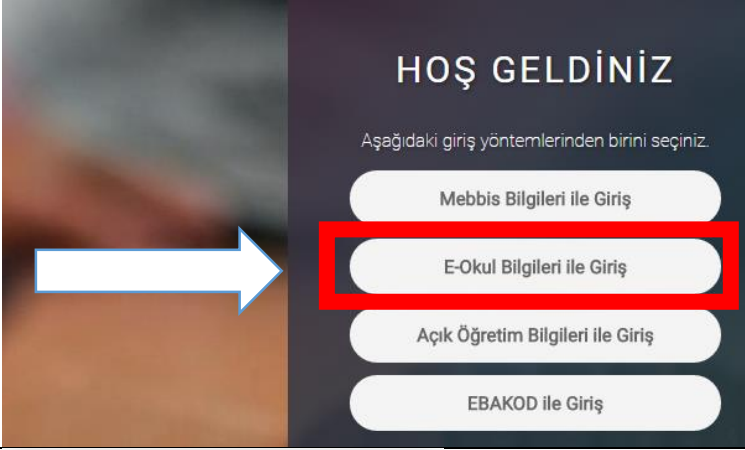 HOŞ GELDİNİZ
Aşağıdaki giriş yöntemlerinden birini seçiniz.
Mebbis Bilgileri ile Giriş
E-Okul Bilgileri ile Giriş
Açık Öğretim Bilgileri ile Giriş
EBAKOD ile Giriş